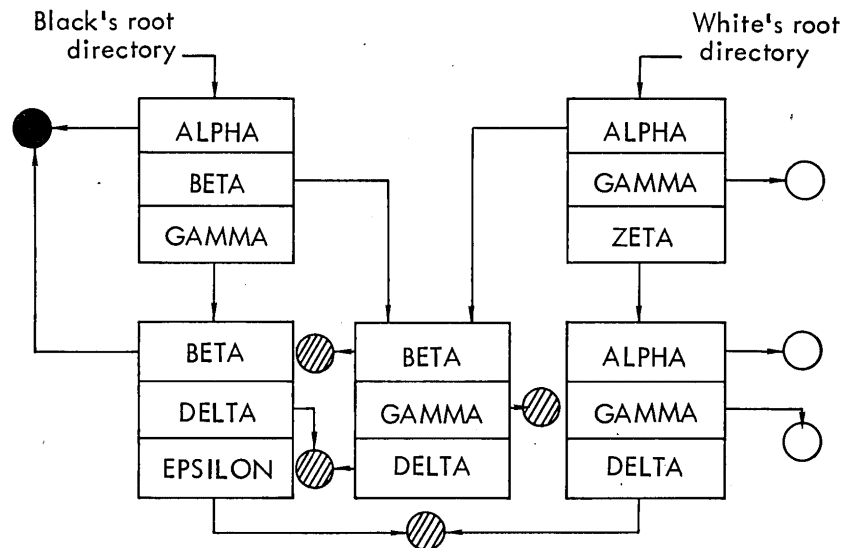 Black's root
directory
White's root
directory
ALPHA
BETA
GAMMA
ALPHA
GAMMA
ZETA
BETA
DELTA
EPSILON
BETA
GAMMA
DELTA
ALPHA
GAMMA
DELTA